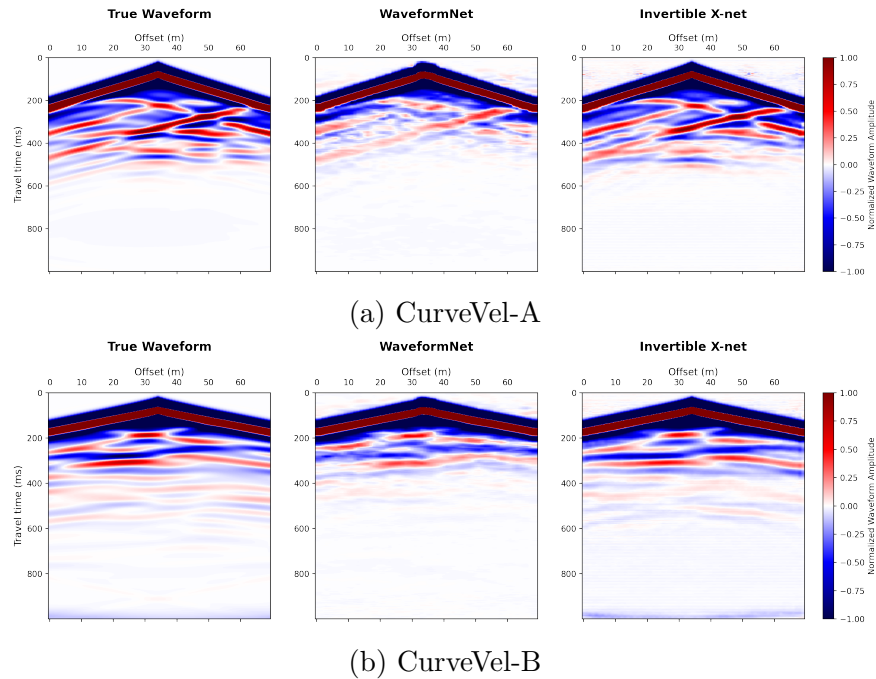 True Waveform WaveformNet Invertible X-net
Offset (m) Offset (m) Offset (m)
0 10 20 30 40 50 60 0 10 20 30 40 50 60 0 10 20 30 40 50 60
0
200
400
600
800
Travel time (ms)
1.00
0.75
0.50
0.25
0.00
−0.25
−0.50
−0.75
−1.00
Normalized Waveform Amplitude
(a) CurveVel-A
True Waveform WaveformNet Invertible X-net
Offset (m) Offset (m) Offset (m)
0 10 20 30 40 50 60 0 10 20 30 40 50 60 0 10 20 30 40 50 60
0
200
400
600
800
Travel time (ms)
1.00
0.75
0.50
0.25
0.00
−0.25
−0.50
−0.75
−1.00
Normalized Waveform Amplitude
(b) CurveVel-B